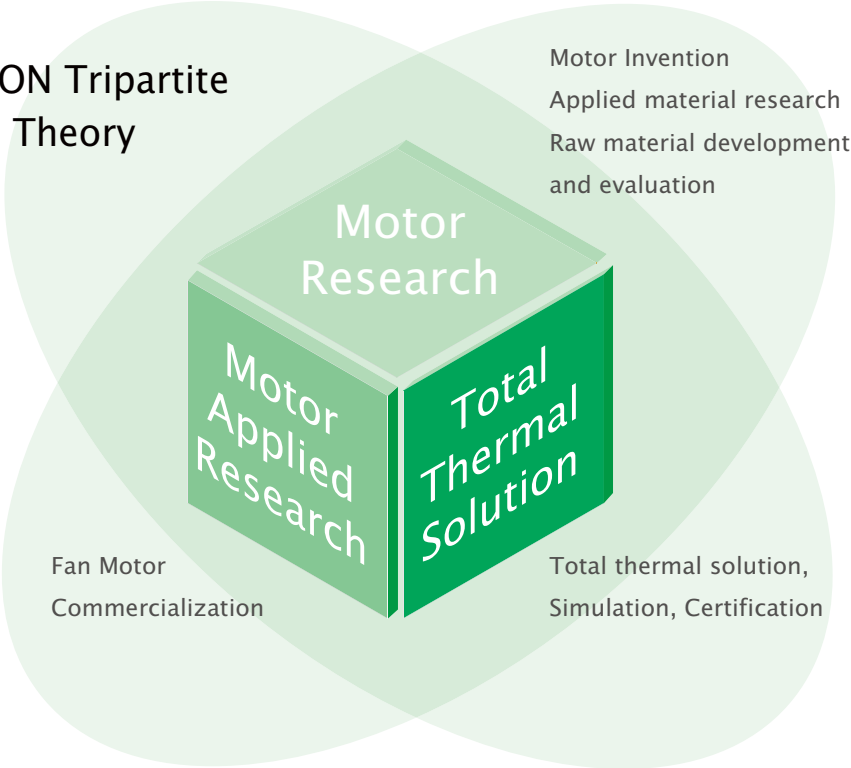 ON Tripartite
Theory
Motor Invention
Applied material research
Raw material development
and evaluation
Motor
Research
Motor
Applied
Research
Total
Thermal
Solution
Fan Motor
Commercialization
Total thermal solution,
Simulation, Certification